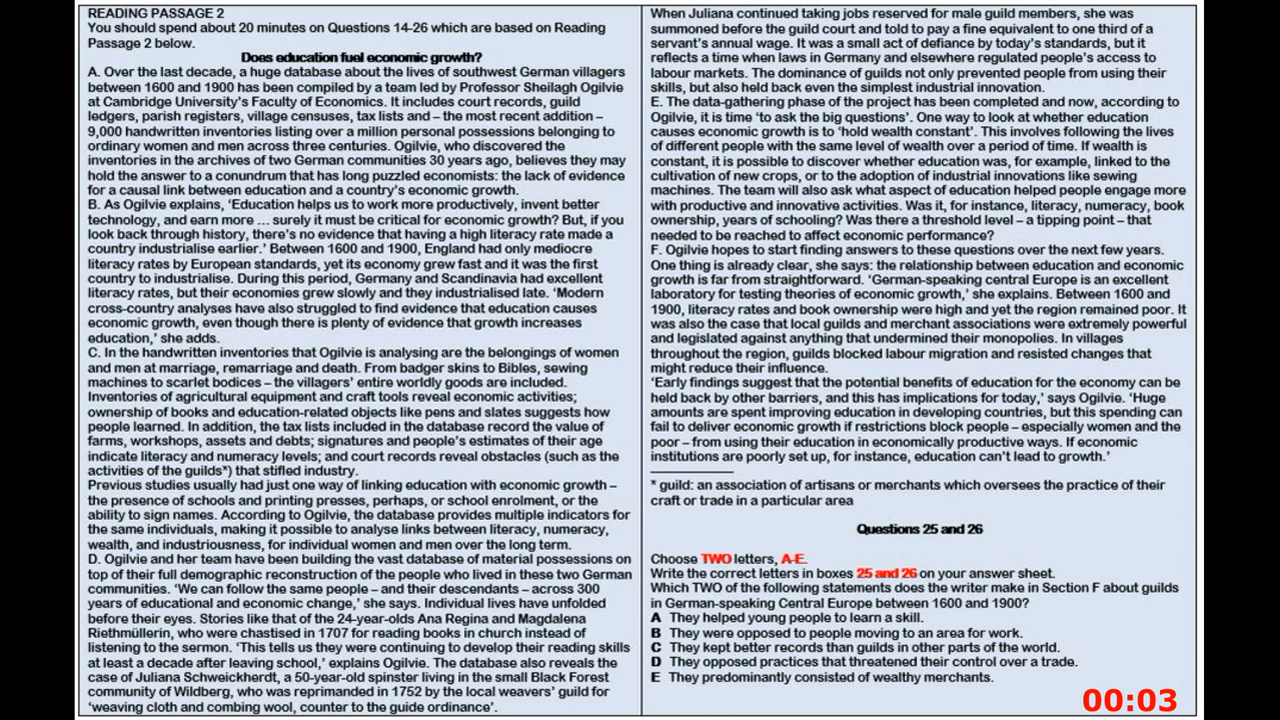 READING PASSAGE 2
You should spend about 20 minutes on Questions 14-26 which are based on Reading
Passage 2 below.
Does education fuel economic growth?
A. Over the last decade, a huge database about the lives of southwest German villagers
between 1600 and 1900 has been compiled by a team led by Professor Sheilagh Ogilvie
at Cambridge University's Faculty of Economics. It includes court records, guild
ledgers, parish registers, village censuses, tax lists and – the most recent addition –
9,000 handwritten inventories listing over a million personal possessions belonging to
ordinary women and men across three centuries. Ogilvie, who discovered the
inventories in the archives of two German communities 30 years ago, believes they may
hold the answer to a conundrum that has long puzzled economists: the lack of evidence
for a causal link between education and a country's economic growth.
B. As Ogilvie explains, 'Education helps us to work more productively, invent better
technology, and earn more … surely it must be critical for economic growth? But, if you
look back through history, there's no evidence that having a high literacy rate made a
country industrialise earlier.' Between 1600 and 1900, England had only mediocre
literacy rates by European standards, yet its economy grew fast and it was the first
country to industrialise. During this period, Germany and Scandinavia had excellent
literacy rates, but their economies grew slowly and they industrialised late. 'Modern
cross-country analyses have also struggled to find evidence that education causes
economic growth, even though there is plenty of evidence that growth increases
education,' she adds.
C. In the handwritten inventories that Ogilvie is analysing are the belongings of women
and men at marriage, remarriage and death. From badger skins to Bibles, sewing
machines to scarlet bodices – the villagers' entire worldly goods are included.
Inventories of agricultural equipment and craft tools reveal economic activities;
ownership of books and education-related objects like pens and slates suggests how
people learned. In addition, the tax lists included in the database record the value of
farms, workshops, assets and debts; signatures and people's estimates of their age
indicate literacy and numeracy levels; and court records reveal obstacles (such as the
activities of the guilds*) that stifled industry.
Previous studies usually had just one way of linking education with economic growth –
the presence of schools and printing presses, perhaps, or school enrolment, or the
ability to sign names. According to Ogilvie, the database provides multiple indicators for
the same individuals, making it possible to analyse links between literacy, numeracy,
wealth, and industriousness, for individual women and men over the long term.
D. Ogilvie and her team have been building the vast database of material possessions on
top of their full demographic reconstruction of the people who lived in these two German
communities. 'We can follow the same people – and their descendants – across 300
years of educational and economic change,' she says. Individual lives have unfolded
before their eyes. Stories like that of the 24-year-olds Ana Regina and Magdalena
Riethmüllerin, who were chastised in 1707 for reading books in church instead of
listening to the sermon. 'This tells us they were continuing to develop their reading skills
at least a decade after leaving school,' explains Ogilvie. The database also reveals the
case of Juliana Schweickherdt, a 50-year-old spinster living in the small Black Forest
community of Wildberg, who was reprimanded in 1752 by the local weavers' guild for
'weaving cloth and combing wool, counter to the guide ordinance'.
When Juliana continued taking jobs reserved for male guild members, she was
summoned before the guild court and told to pay a fine equivalent to one third of a
servant's annual wage. It was a small act of defiance by today's standards, but it
reflects a time when laws in Germany and elsewhere regulated people's access to
labour markets. The dominance of guilds not only prevented people from using their
skills, but also held back even the simplest industrial innovation.
E. The data-gathering phase of the project has been completed and now, according to
Ogilvie, it is time 'to ask the big questions'. One way to look at whether education
causes economic growth is to 'hold wealth constant'. This involves following the lives
of different people with the same level of wealth over a period of time. If wealth is
constant, it is possible to discover whether education was, for example, linked to the
cultivation of new crops, or to the adoption of industrial innovations like sewing
machines. The team will also ask what aspect of education helped people engage more
with productive and innovative activities. Was it, for instance, literacy, numeracy, book
ownership, years of schooling? Was there a threshold level – a tipping point – that
needed to be reached to affect economic performance?
F. Ogilvie hopes to start finding answers to these questions over the next few years.
One thing is already clear, she says: the relationship between education and economic
growth is far from straightforward. 'German-speaking central Europe is an excellent
laboratory for testing theories of economic growth,' she explains. Between 1600 and
1900, literacy rates and book ownership were high and yet the region remained poor. It
was also the case that local guilds and merchant associations were extremely powerful
and legislated against anything that undermined their monopolies. In villages
throughout the region, guilds blocked labour migration and resisted changes that
might reduce their influence.
'Early findings suggest that the potential benefits of education for the economy can be
held back by other barriers, and this has implications for today,' says Ogilvie. 'Huge
amounts are spent improving education in developing countries, but this spending can
fail to deliver economic growth if restrictions block people – especially women and the
poor – from using their education in economically productive ways. If economic
institutions are poorly set up, for instance, education can't lead to growth.'
* guild: an association of artisans or merchants which oversees the practice of their
craft or trade in a particular area
Questions 25 and 26
Choose TWO letters, A-E.
Write the correct letters in boxes 25 and 26 on your answer sheet.
Which TWO of the following statements does the writer make in Section F about guilds
in German-speaking Central Europe between 1600 and 1900?
A They helped young people to learn a skill.
B They were opposed to people moving to an area for work.
C They kept better records than guilds in other parts of the world.
D They opposed practices that threatened their control over a trade.
E They predominantly consisted of wealthy merchants.
00:03